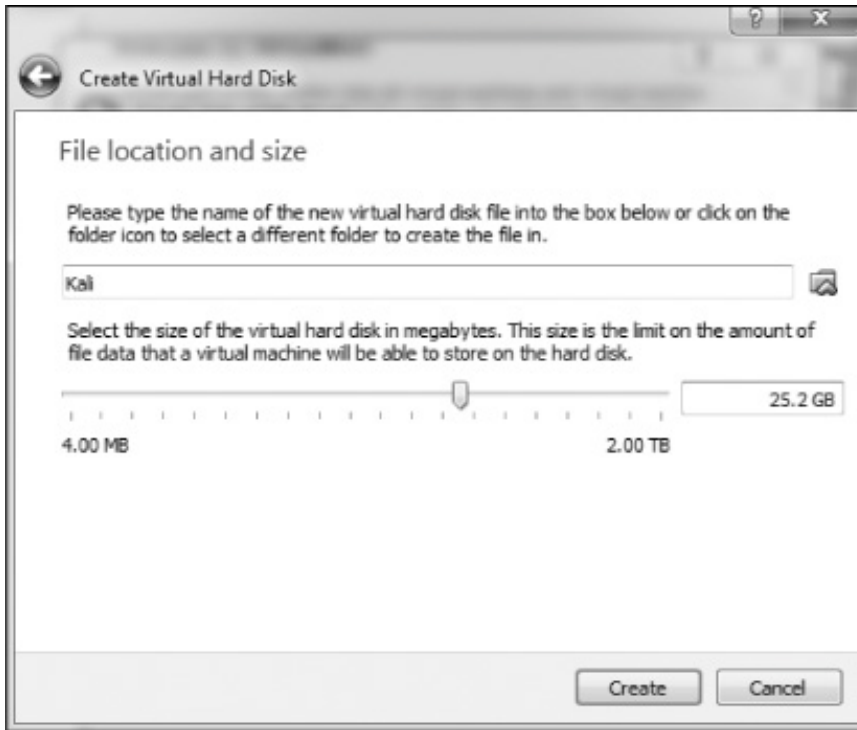 Create Virtual Hard Disk
File location and size
Please type the name of the new virtual hard disk file into the box below or click on the
folder icon to select a different folder to create the file in.
Kali
Select the size of the virtual hard disk in megabytes. This size is the limit on the amount of
file data that a virtual machine will be able to store on the hard disk.
25.2 GB
4.00 MB 2.00 TB
Create Cancel